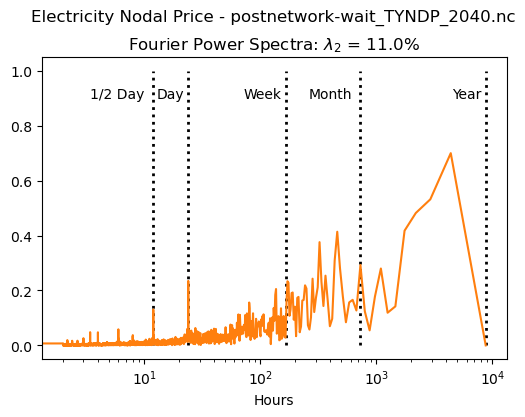 Electricity Nodal Price - postnetwork-wait_TYNDP_2040.nc
Fourier Power Spectra: λ₂ = 11.0%
1.0
1/2 Day Day Week Month Year
0.8
0.6
0.4
0.2
0.0
10¹ 10² 10³ 10⁴
Hours